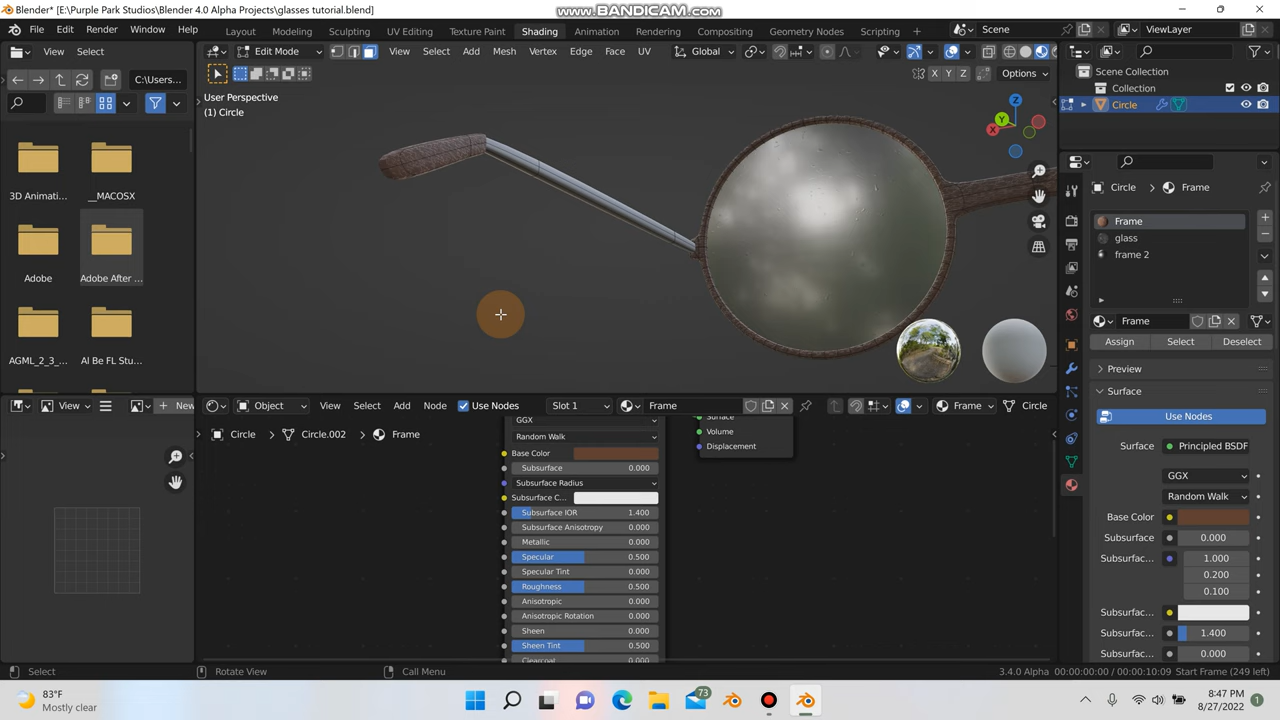 Blender* [E:\Purple Park Studios\Blender 4.0 Alpha Projects\glasses tutorial.blend]
www.BANDICAM.com
File Edit Render Window Help
Layout Modeling Sculpting UV Editing Texture Paint Shading Animation Rendering Compositing Geometry Nodes Scripting +
Scene
ViewLayer
View Select
Edit Mode View Select Add Mesh Vertex Edge Face UV
Global
C:\Users...
X Y Z Options
User Perspective
(1) Circle
X Y Z
Scene Collection
Collection
Circle
3D Animati...
__MACOSX
Adobe
Adobe After ...
AGML_2_3_...
AI Be FL Stu...
Circle Frame
Frame
glass
frame 2
Frame
Assign Select Deselect
Preview
Surface
Use Nodes
Surface Principled BSDF
GGX
Random Walk
Base Color
Subsurface 0.000
Subsurfac... 1.000
0.200
0.100
Subsurfac...
Subsurfac... 1.400
Subsurfac... 0.000
View New
Object View Select Add Node Use Nodes Slot 1 Frame Frame Circle
Circle Circle.002 Frame
GGX
Random Walk
Base Color
Subsurface 0.000
Subsurface Radius
Subsurface C...
Subsurface IOR 1.400
Subsurface Anisotropy 0.000
Metallic 0.000
Specular 0.500
Specular Tint 0.000
Roughness 0.500
Anisotropic 0.000
Anisotropic Rotation 0.000
Sheen 0.000
Sheen Tint 0.500
Clearcoat 0.000
Surface
Volume
Displacement
Select Rotate View Call Menu
3.4.0 Alpha 00:00:00:00 / 00:00:10:09 Start Frame (249 left)
83°F
Mostly clear
73
8:47 PM
8/27/2022
1